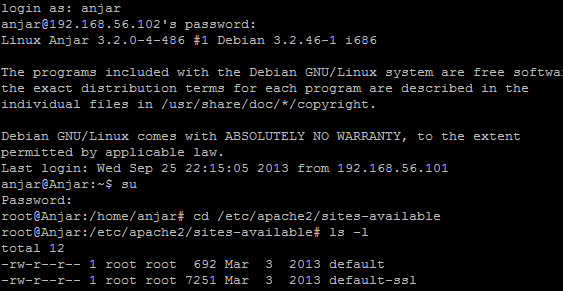 login as: anjar
anjar@192.168.56.102's password:
Linux Anjar 3.2.0-4-486 #1 Debian 3.2.46-1 i686
The programs included with the Debian GNU/Linux system are free softwa
the exact distribution terms for each program are described in the
individual files in /usr/share/doc/*/copyright.
Debian GNU/Linux comes with ABSOLUTELY NO WARRANTY, to the extent
permitted by applicable law.
Last login: Wed Sep 25 22:15:05 2013 from 192.168.56.101
anjar@Anjar:~$ su
Password:
root@Anjar:/home/anjar# cd /etc/apache2/sites-available
root@Anjar:/etc/apache2/sites-available# ls -l
total 12
-rw-r--r-- 1 root root  692 Mar  3  2013 default
-rw-r--r-- 1 root root 7251 Mar  3  2013 default-ssl